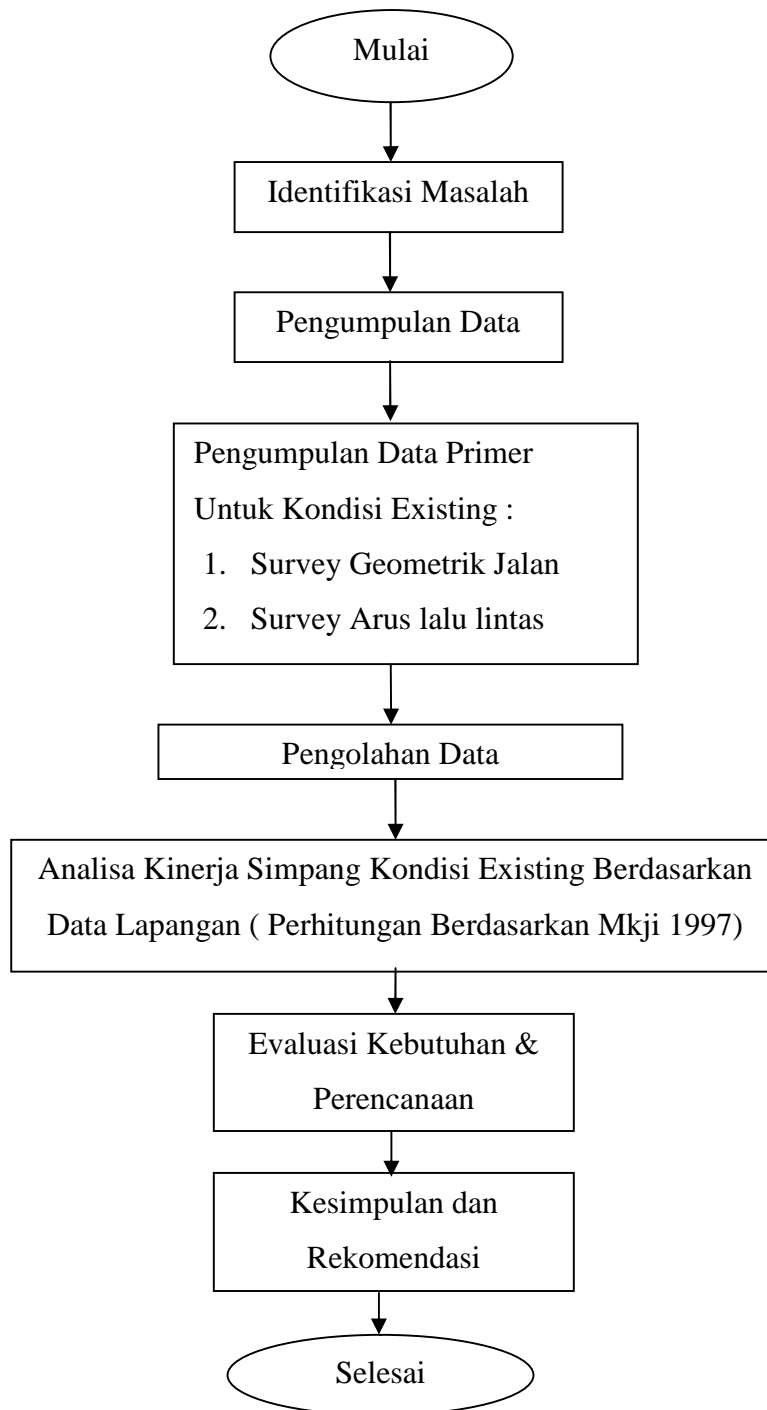 Mulai
Identifikasi Masalah
Pengumpulan Data
Pengumpulan Data Primer
Untuk Kondisi Existing :
1. Survey Geometrik Jalan
2. Survey Arus lalu lintas
Pengolahan Data
Analisa Kinerja Simpang Kondisi Existing Berdasarkan
Data Lapangan ( Perhitungan Berdasarkan Mkji 1997)
Evaluasi Kebutuhan &
Perencanaan
Kesimpulan dan
Rekomendasi
Selesai